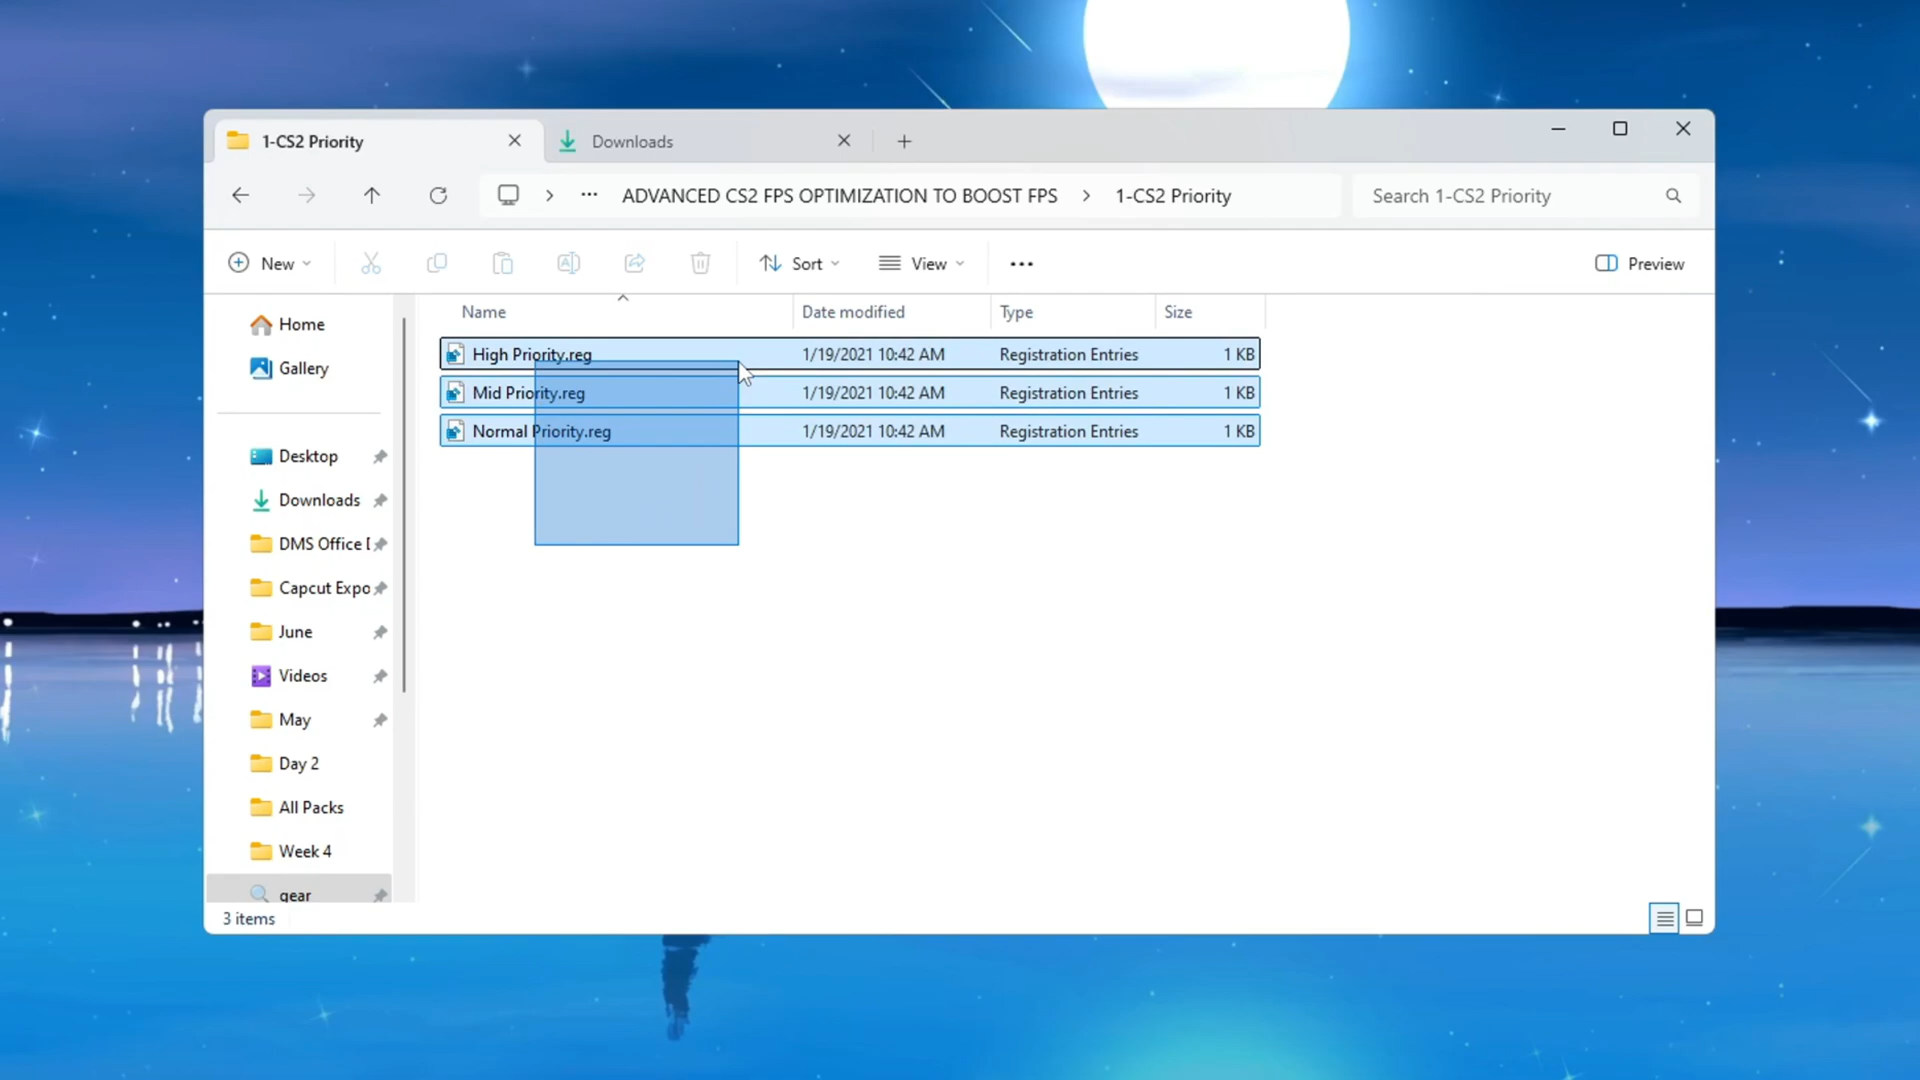 1-CS2 Priority
Downloads
ADVANCED CS2 FPS OPTIMIZATION TO BOOST FPS
1-CS2 Priority
Search 1-CS2 Priority
New
Sort
View
Preview
Name Date modified Type Size
High Priority.reg 1/19/2021 10:42 AM Registration Entries 1 KB
Mid Priority.reg 1/19/2021 10:42 AM Registration Entries 1 KB
Normal Priority.reg 1/19/2021 10:42 AM Registration Entries 1 KB
Home
Gallery
Desktop
Downloads
DMS Office
Capcut Expo
June
Videos
May
Day 2
All Packs
Week 4
gear
3 items